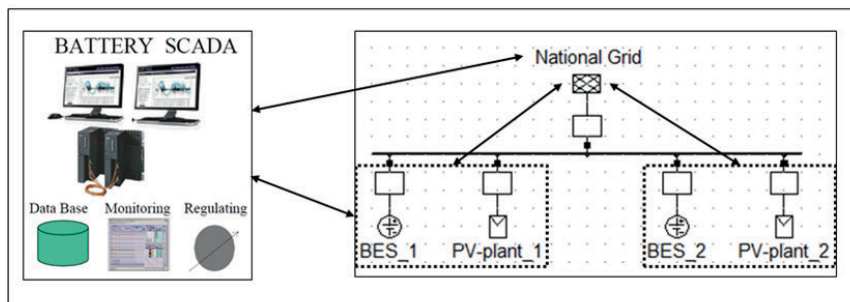 BATTERY SCADA
Data Base Monitoring Regulating
National Grid
BES_1 PV-plant_1 BES_2 PV-plant_2